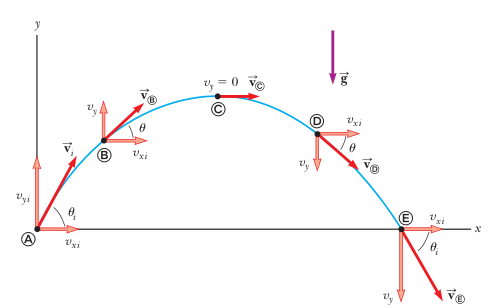 y
v_y = 0
v⃗_Ⓒ
g⃗
v⃗_Ⓑ
v_y
θ
Ⓑ
v_xi
Ⓒ
Ⓓ
v_xi
θ
v_y
v⃗_Ⓓ
v⃗_i
v_yi
θ_i
Ⓐ
v_xi
Ⓔ
v_xi
x
θ_i
v_y
v⃗_Ⓔ